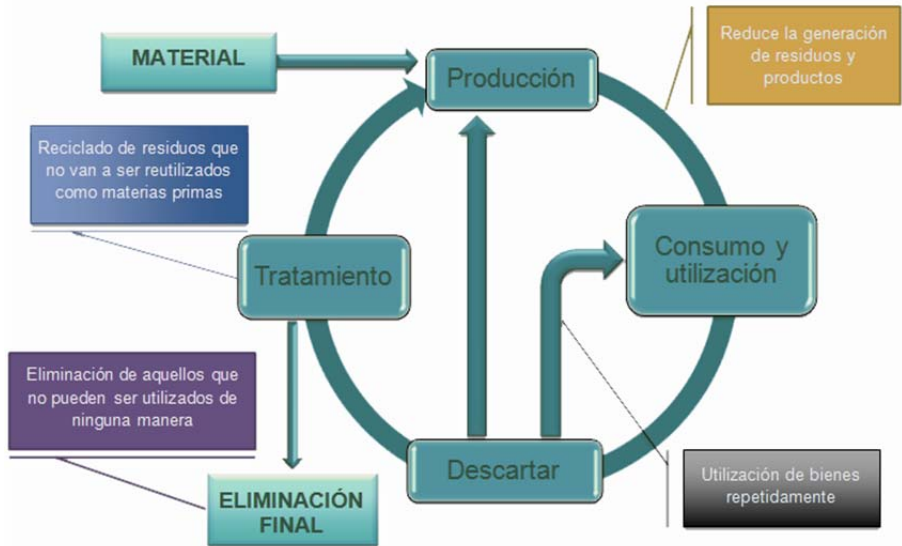 MATERIAL
Producción
Reduce la generación
de residuos y
productos
Reciclado de residuos que
no van a ser reutilizados
como materias primas
Tratamiento
Consumo y
utilización
Eliminación de aquellos que
no pueden ser utilizados de
ninguna manera
Descartar
Utilización de bienes
repetidamente
ELIMINACIÓN
FINAL